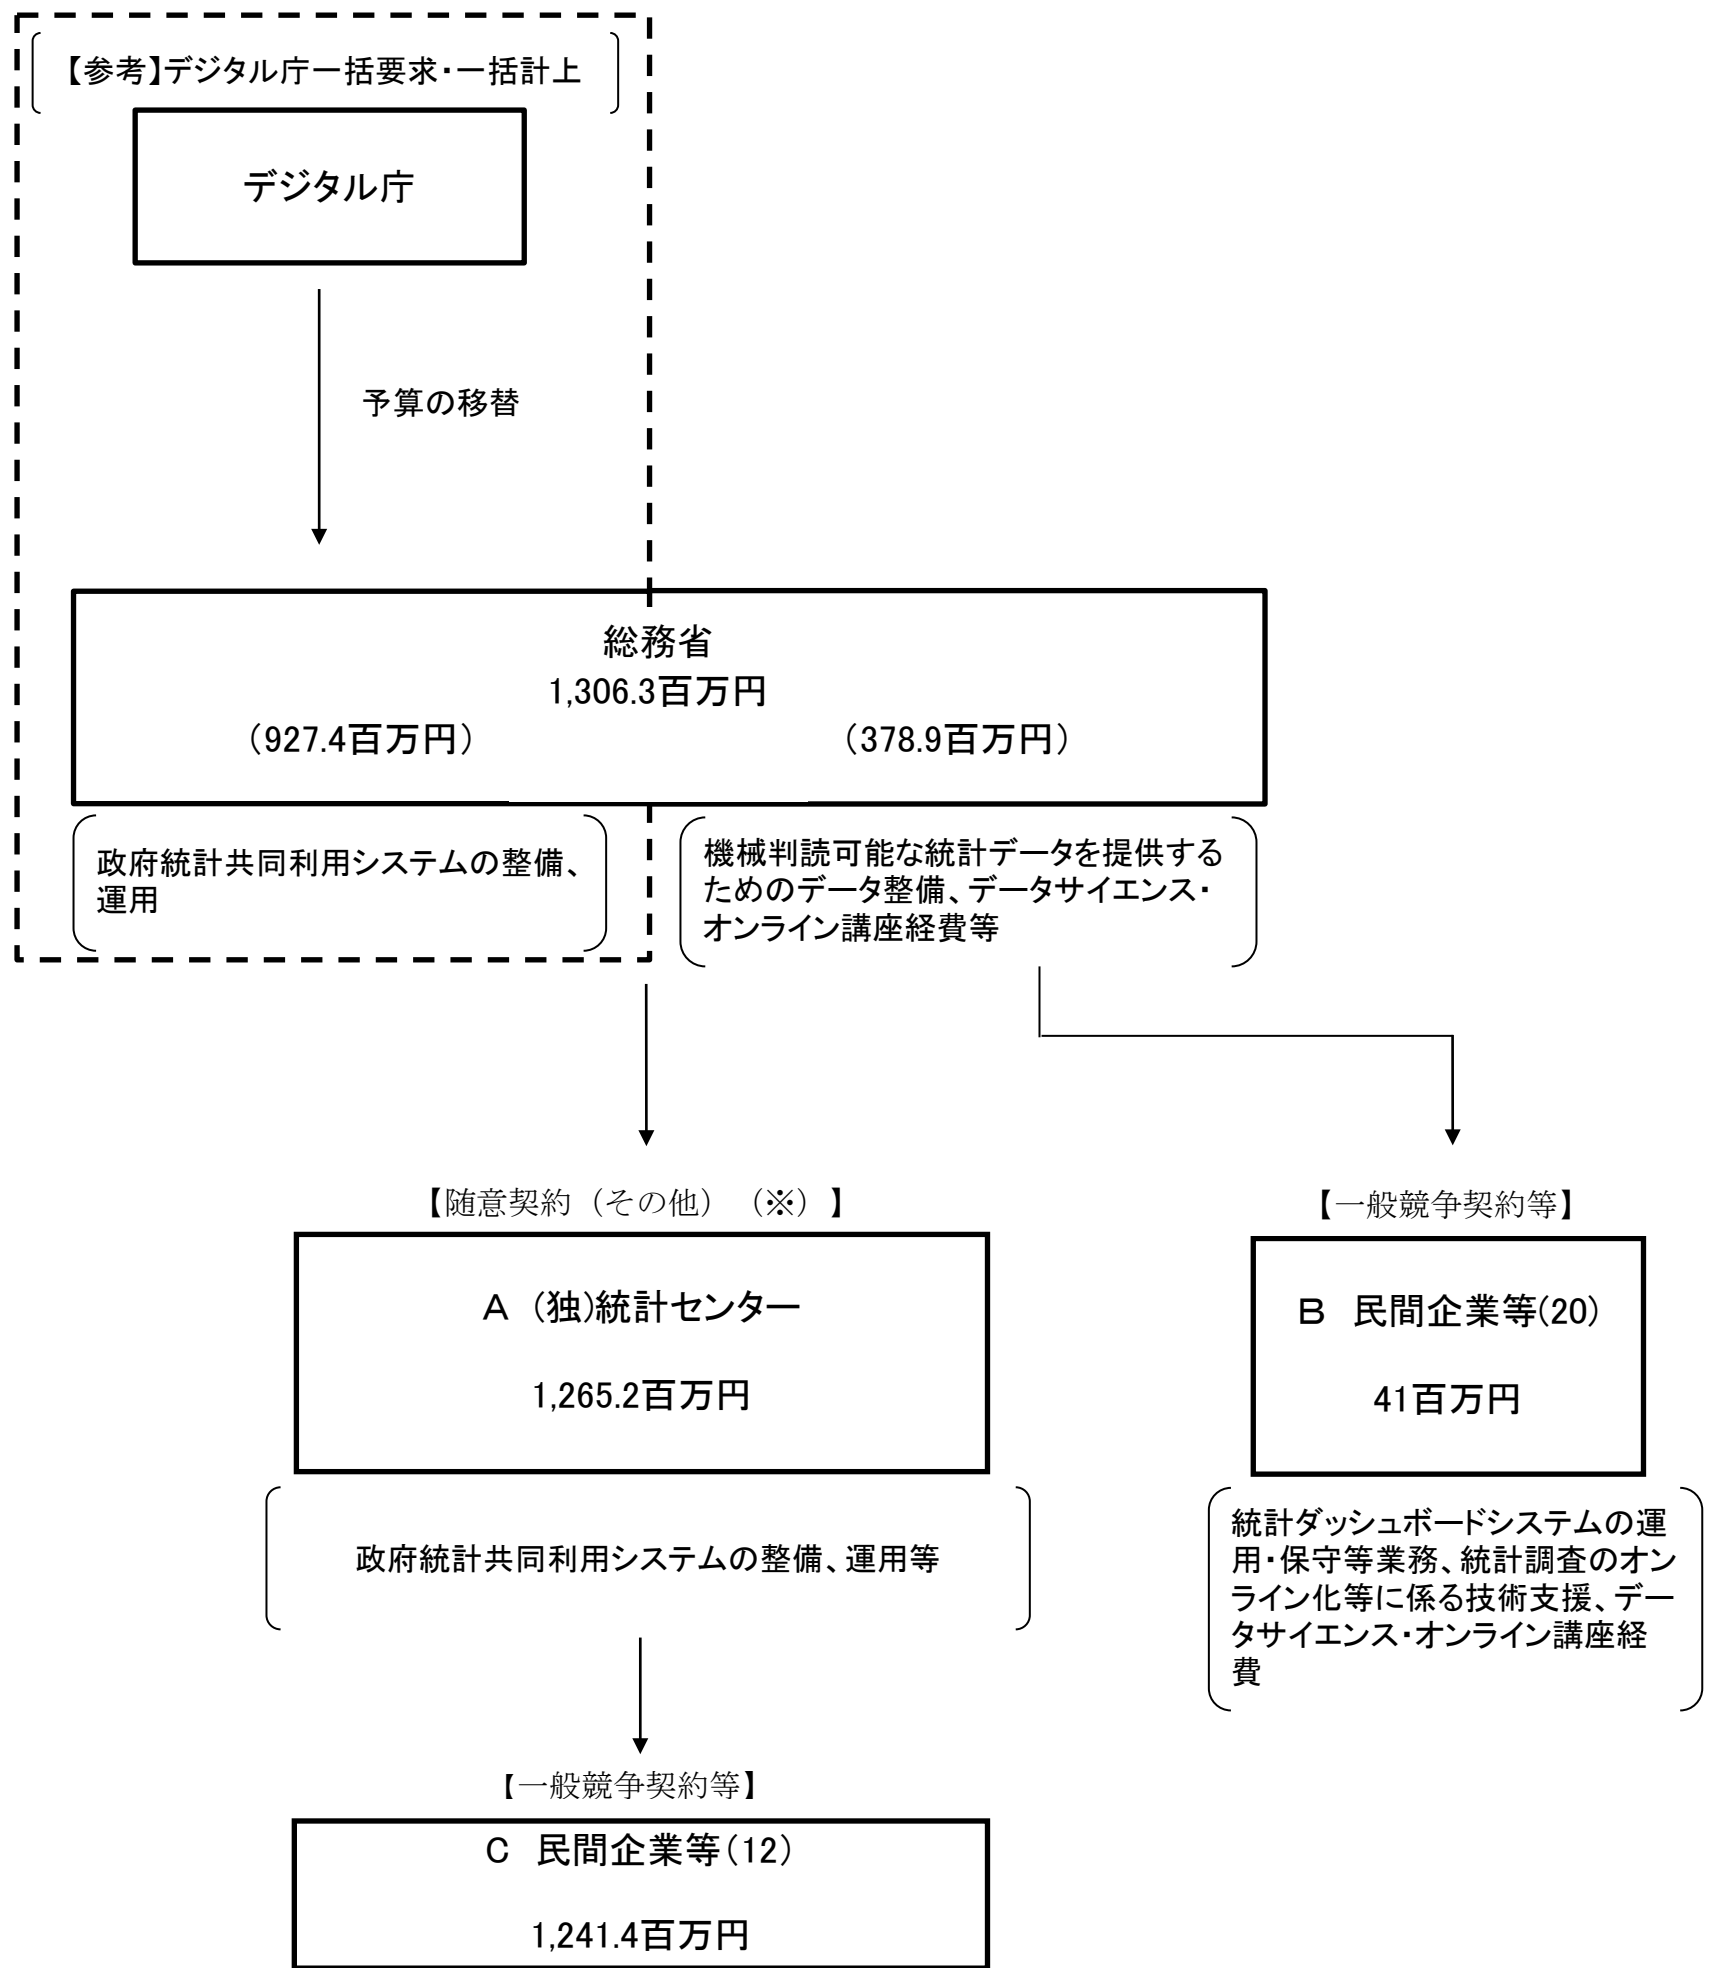 【参考】デジタル庁一括要求・一括計上
デジタル庁
予算の移替
総務省
1,306.3百万円
（927.4百万円）
（378.9百万円）
政府統計共同利用システムの整備、
運用
機械判読可能な統計データを提供する
ためのデータ整備、データサイエンス・
オンライン講座経費等
【随意契約（その他）（※）】
A （独）統計センター
1,265.2百万円
政府統計共同利用システムの整備、運用等
【一般競争契約等】
B 民間企業等(20)
41百万円
統計ダッシュボードシステムの運
用・保守等業務、統計調査のオン
ライン化等に係る技術支援、デー
タサイエンス・オンライン講座経
費
【一般競争契約等】
C 民間企業等（12）
1,241.4百万円